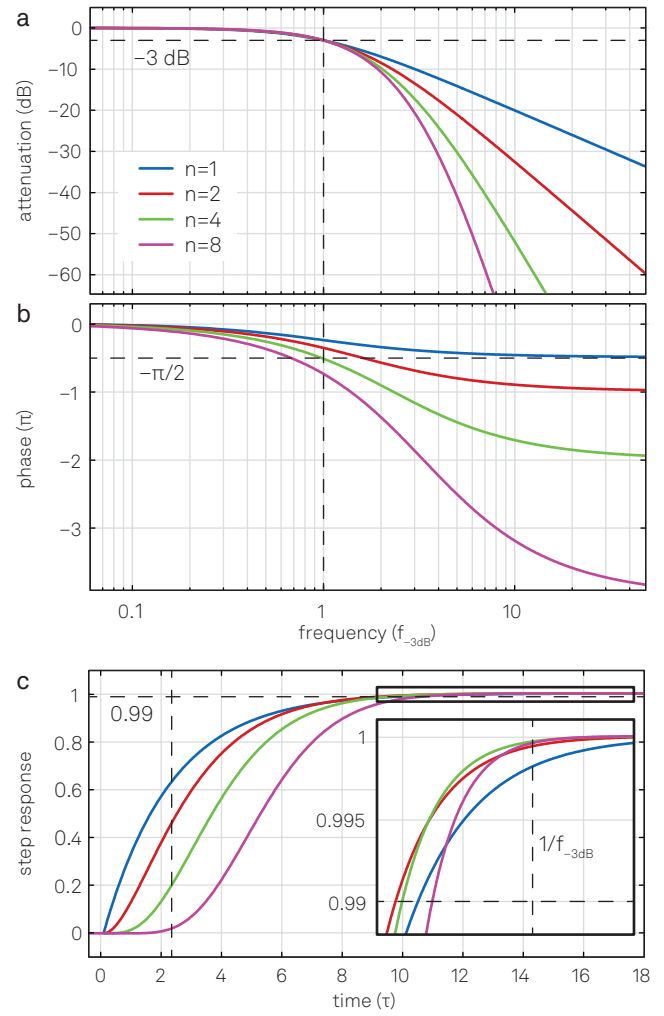 a
0
−10
−20
−30
−40
−50
−60
attenuation (dB)
−3 dB
n=1
n=2
n=4
n=8
b
0
−1
−2
−3
phase (π)
−π/2
0.1
1
10
frequency (f−3dB)
c
1
0.8
0.6
0.4
0.2
0
step response
0.99
1
0.995
0.99
1/f−3dB
0
2
4
6
8
10
12
14
16
18
time (τ)